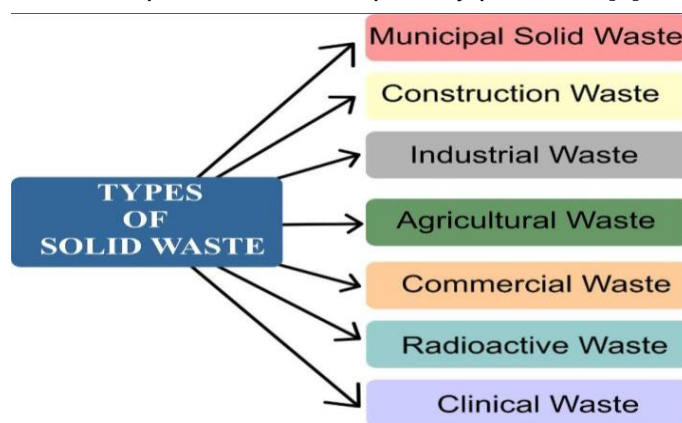 TYPES
OF
SOLID WASTE
Municipal Solid Waste
Construction Waste
Industrial Waste
Agricultural Waste
Commercial Waste
Radioactive Waste
Clinical Waste